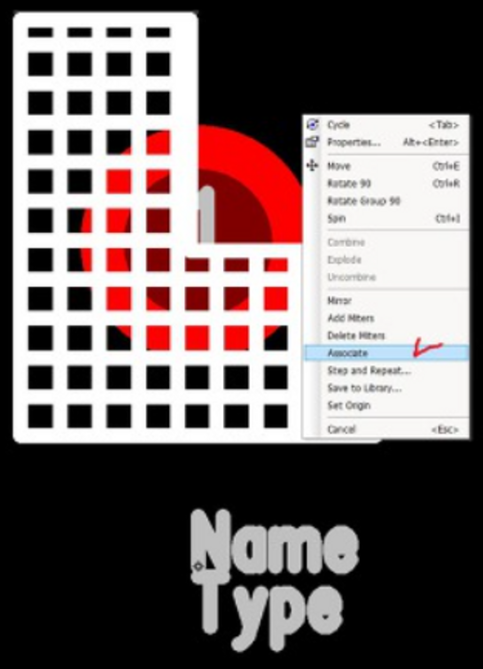 Cycle <Tab>
Properties... Alt+<Enter>
Move Ctrl+E
Rotate 90 Ctrl+R
Rotate Group 90
Spin Ctrl+I
Combine
Explode
Uncombine
Mirror
Add Miters
Delete Miters
Associate
Step and Repeat...
Save to Library...
Set Origin
Cancel <Esc>
Name
Type